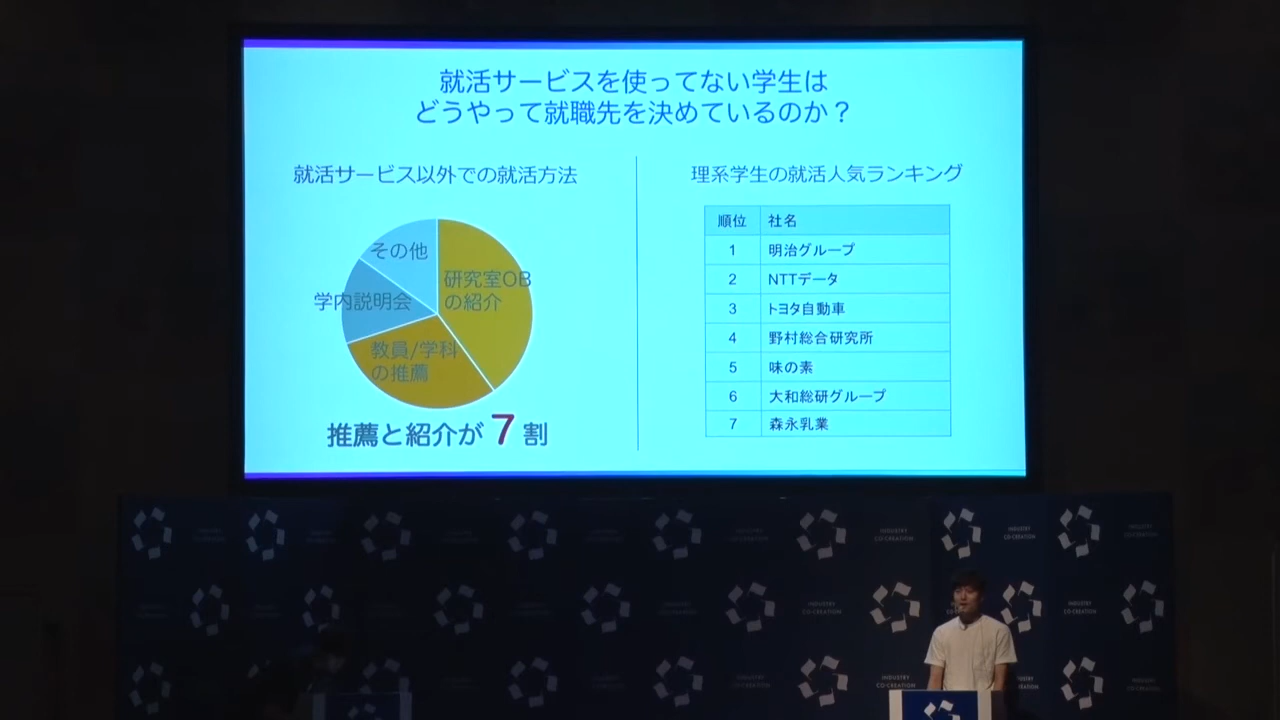 就活サービスを使ってない学生は
どうやって就職先を決めているのか？
就活サービス以外での就活方法
その他
研究室OB
の紹介
学内説明会
教員/学科
の推薦
推薦と紹介が 7 割
理系学生の就活人気ランキング
順位 社名
1 明治グループ
2 NTTデータ
3 トヨタ自動車
4 野村総合研究所
5 味の素
6 大和総研グループ
7 森永乳業
INDUSTRY
CO-CREATION